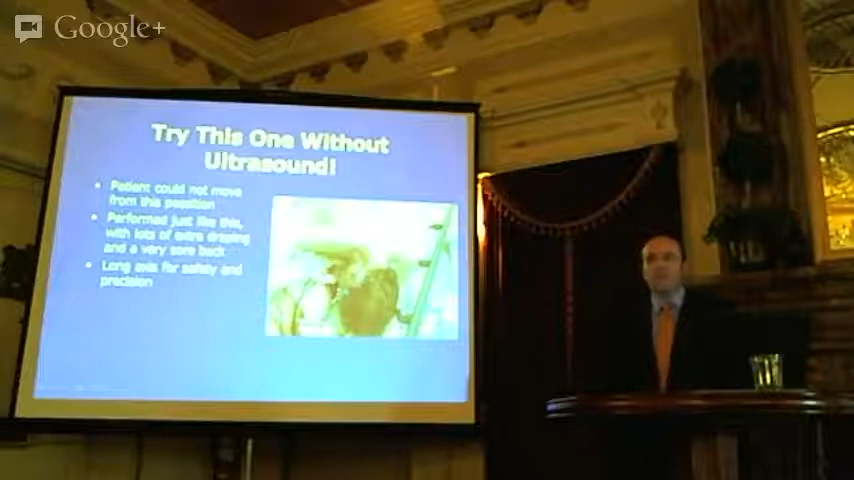 Google+
Try This One Without
Ultrasound!
• Patient could not move
from this position
• Performed just like this,
with lots of extra draping
and a very sore back
• Long axis for safety and
precision